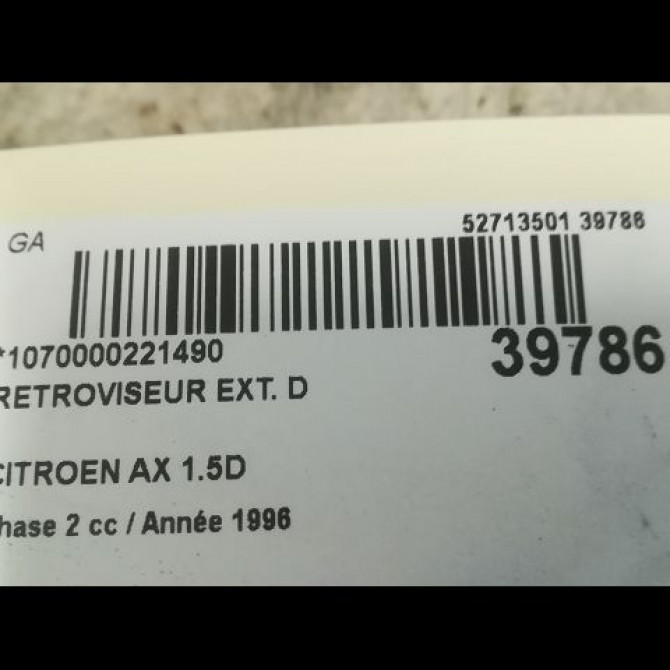 GA
52713501 39786
*1070000221490
39786
RETROVISEUR EXT. D
CITROEN AX 1.5D
hase 2 cc / Année 1996